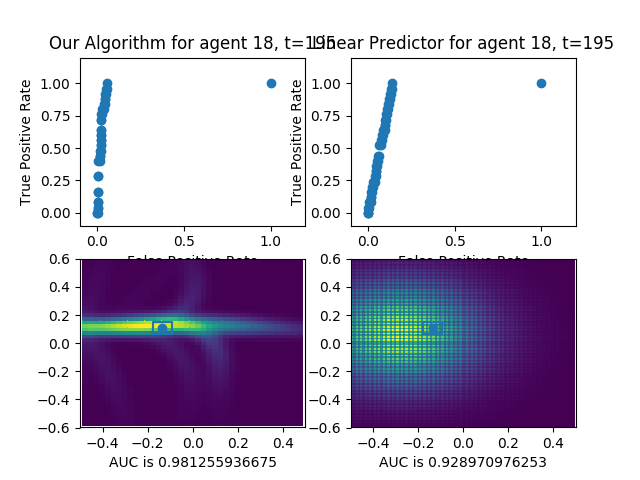 Our Algorithm for agent 18, t=195
Linear Predictor for agent 18, t=195
True Positive Rate
1.00
0.75
0.50
0.25
0.00
0.0 0.5 1.0
False Positive Rate
True Positive Rate
1.00
0.75
0.50
0.25
0.00
0.0 0.5 1.0
False Positive Rate
0.6
0.4
0.2
0.0
−0.2
−0.4
−0.6
−0.4 −0.2 0.0 0.2 0.4
AUC is 0.981255936675
0.6
0.4
0.2
0.0
−0.2
−0.4
−0.6
−0.4 −0.2 0.0 0.2 0.4
AUC is 0.928970976253